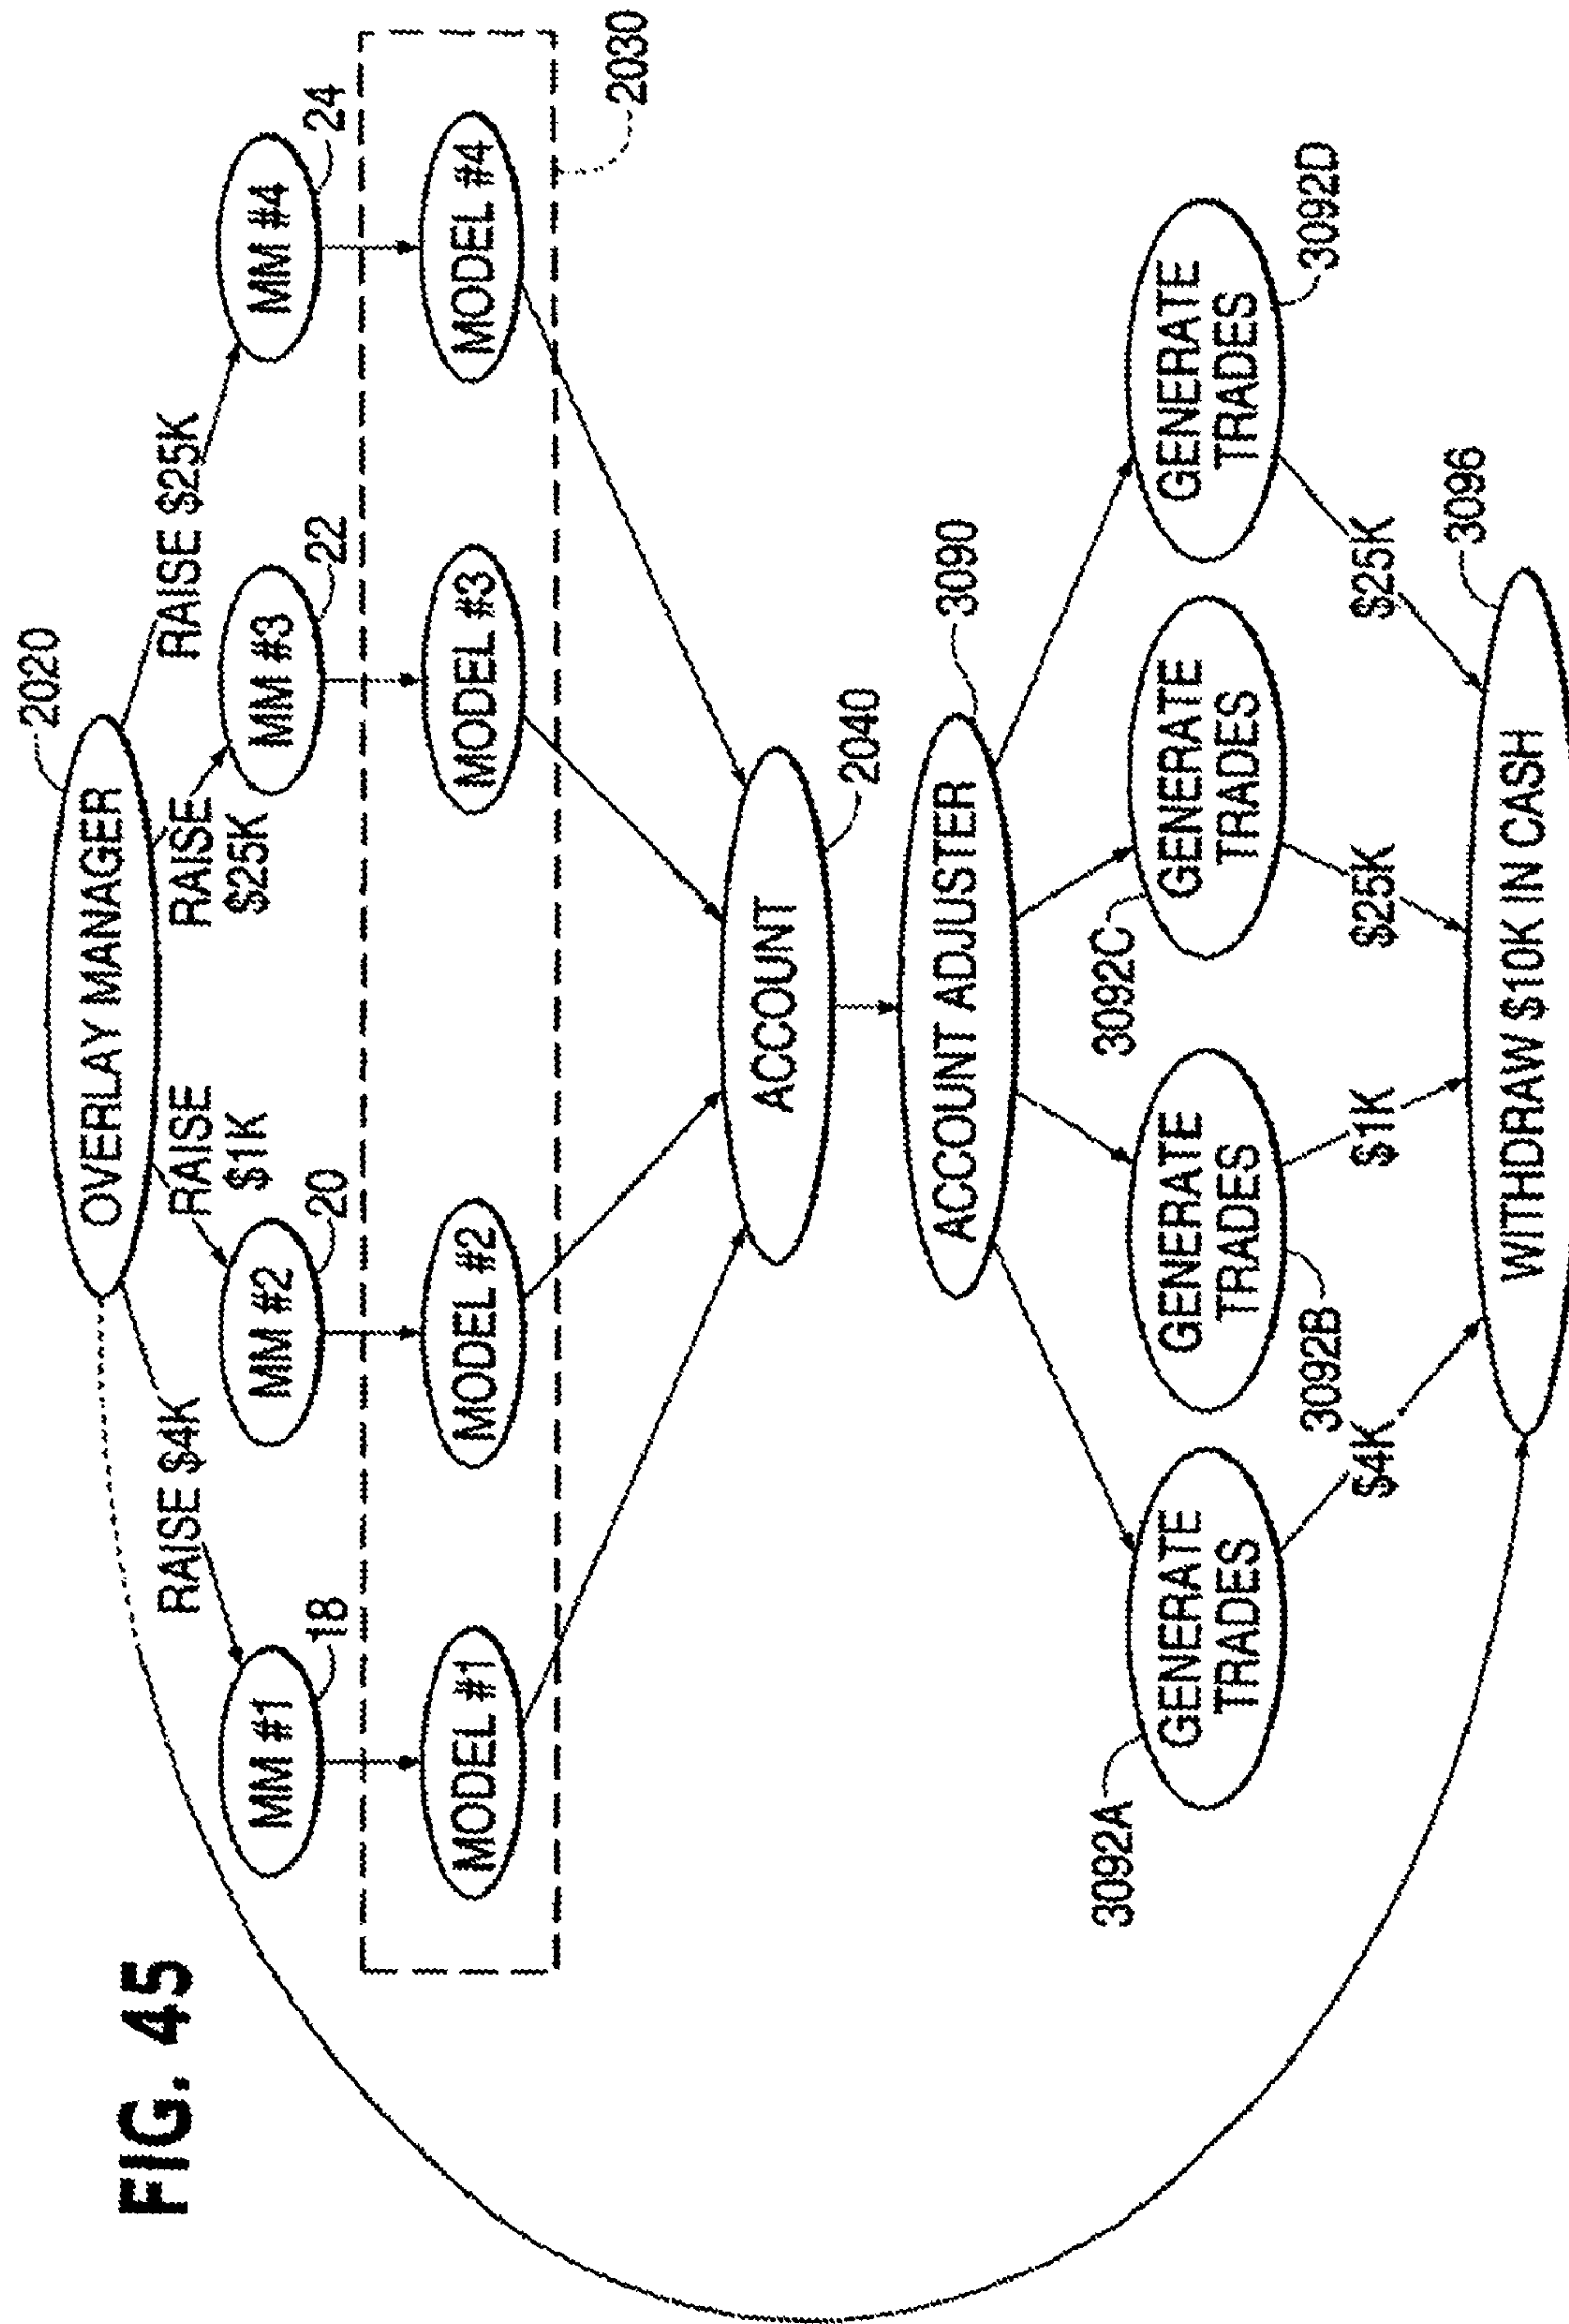 FIG. 45
OVERLAY MANAGER
2020
RAISE $4K
RAISE
$1K
RAISE
$25K
RAISE $25K
MM #1
18
MM #2
20
MM #3
22
MM #4
24
MODEL #1
MODEL #2
MODEL #3
MODEL #4
2030
ACCOUNT
2040
ACCOUNT ADJUSTER
3090
3092A
GENERATE
TRADES
GENERATE
TRADES
3092B
3092C
GENERATE
TRADES
GENERATE
TRADES
3092D
$4K
$1K
$25K
$25K
WITHDRAW $10K IN CASH
3096